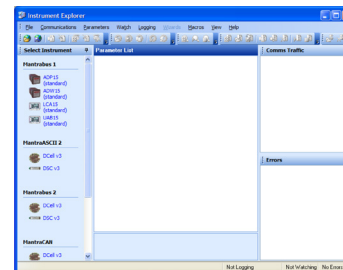 Instrument Explorer
File Communications Parameters Watch Logging Wizards Macros View Help
Select Instrument
Parameter List
Comms Traffic
Mantrabus 1
ADP15
(standard)
ADW15
(standard)
LCA15
(standard)
UAB15
(standard)
MantraASCII 2
DCell v3
DSC v3
Errors
Mantrabus 2
DCell v3
DSC v3
MantraCAN
DCell v3
Not Logging Not Watching No Errors